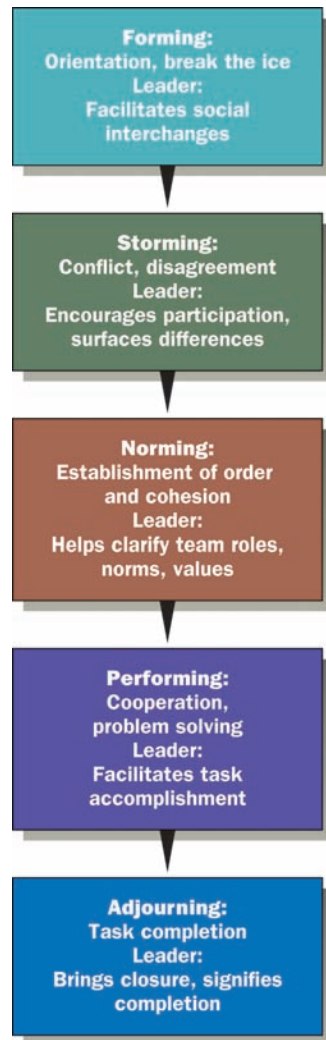 Forming:
Orientation, break the ice
Leader:
Facilitates social
interchanges
Storming:
Conflict, disagreement
Leader:
Encourages participation,
surfaces differences
Norming:
Establishment of order
and cohesion
Leader:
Helps clarify team roles,
norms, values
Performing:
Cooperation,
problem solving
Leader:
Facilitates task
accomplishment
Adjourning:
Task completion
Leader:
Brings closure, signifies
completion